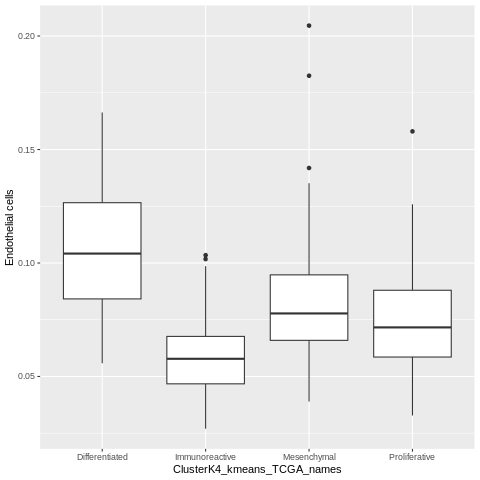 Endothelial cells
0.20
0.15
0.10
0.05
Differentiated Immunoreactive Mesenchymal Proliferative
ClusterK4_kmeans_TCGA_names